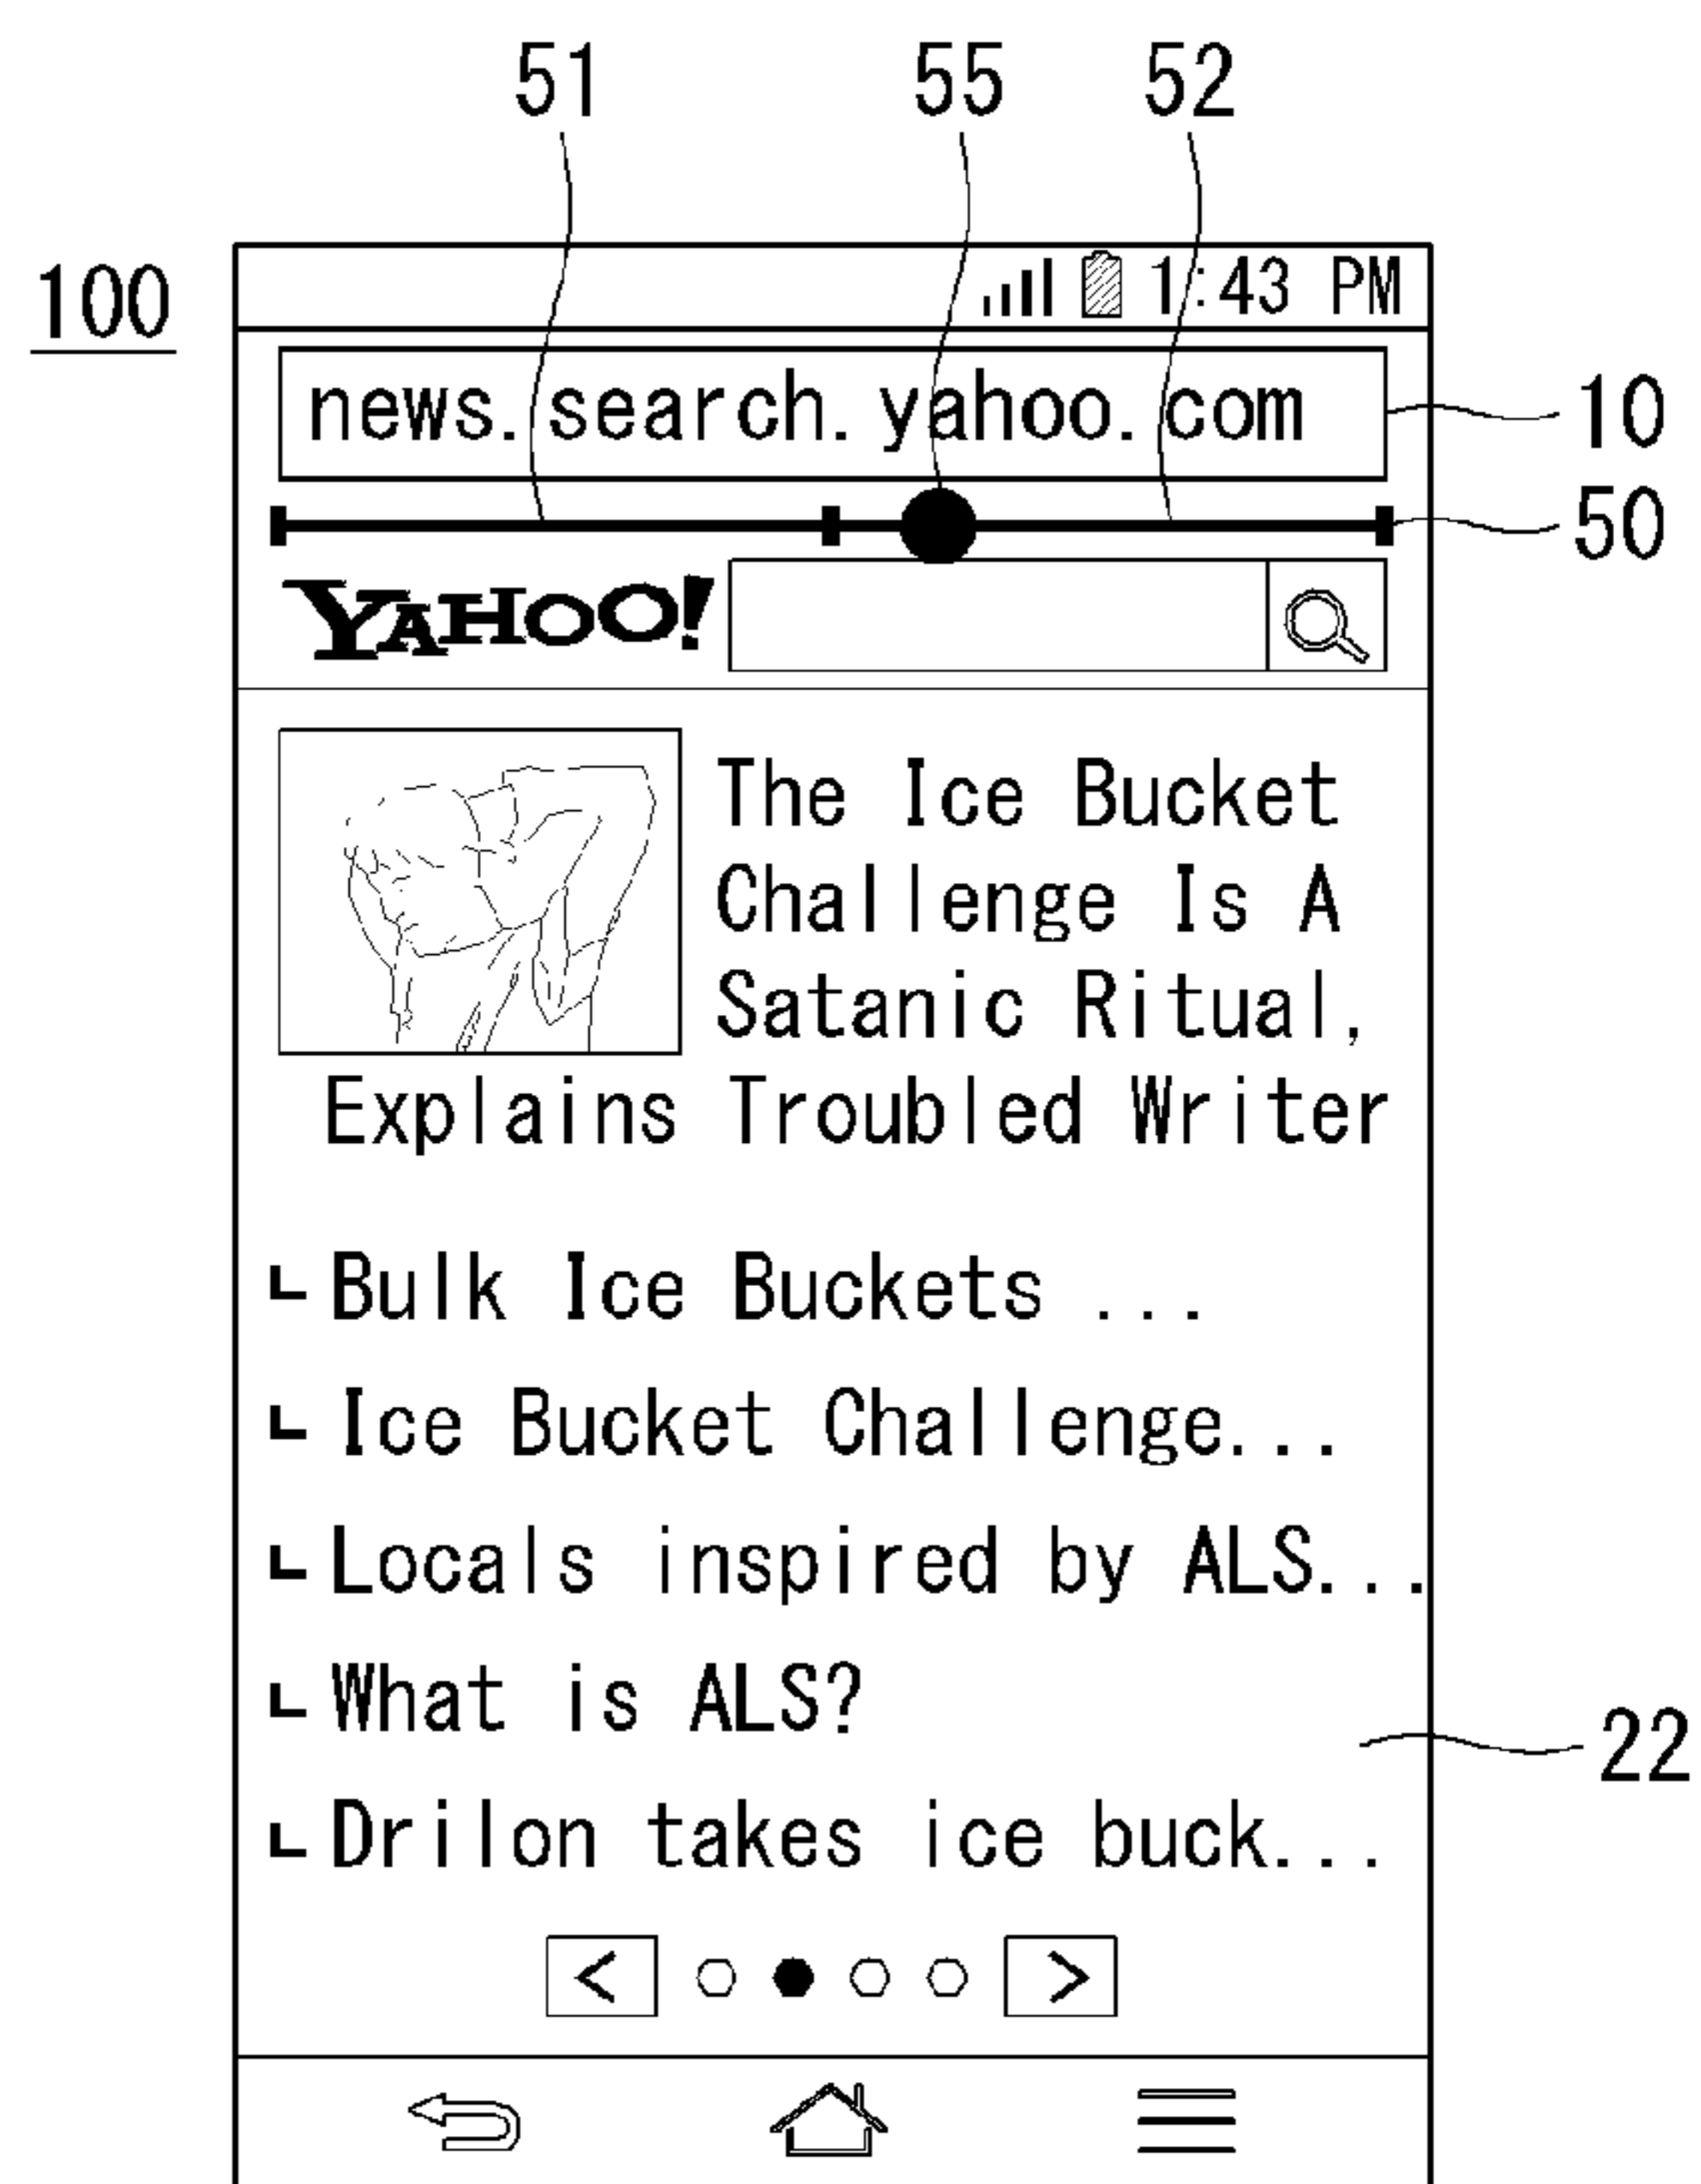 51 55 52
100
1:43 PM
news.search.yahoo.com
10
50
YAHOO!
The Ice Bucket
Challenge Is A
Satanic Ritual,
Explains Troubled Writer
Bulk Ice Buckets ...
Ice Bucket Challenge...
Locals inspired by ALS...
What is ALS?
22
Drilon takes ice buck...
< >